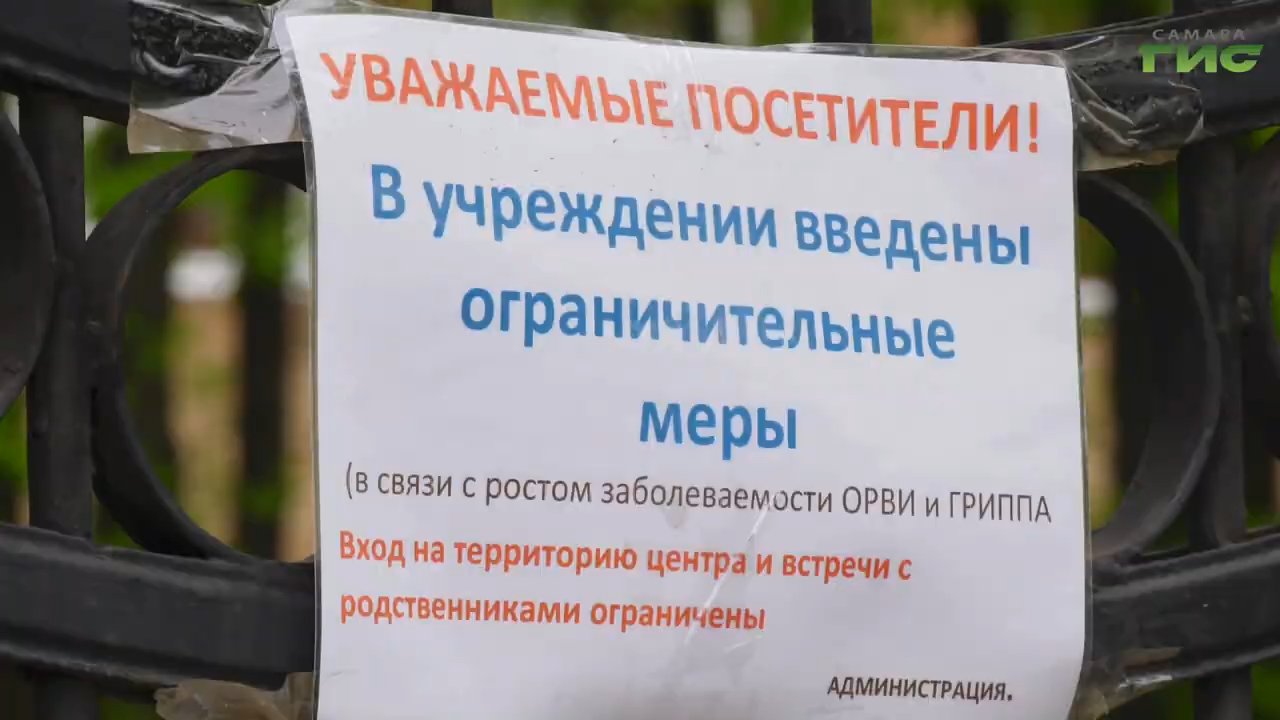 САМАРА
ГИС
УВАЖАЕМЫЕ ПОСЕТИТЕЛИ!
В учреждении введены
ограничительные
меры
(в связи с ростом заболеваемости ОРВИ и ГРИППА
Вход на территорию центра и встречи с
родственниками ограничены
АДМИНИСТРАЦИЯ.